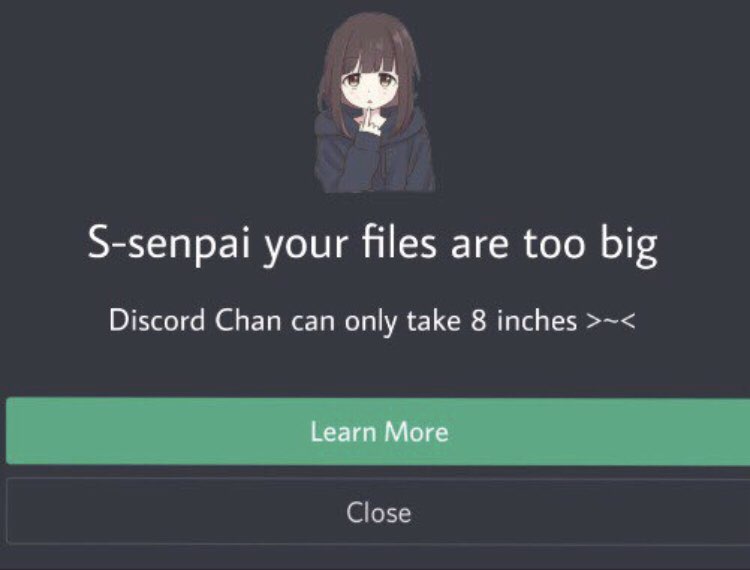 S-senpai your files are too big
Discord Chan can only take 8 inches >~<
Learn More
Close